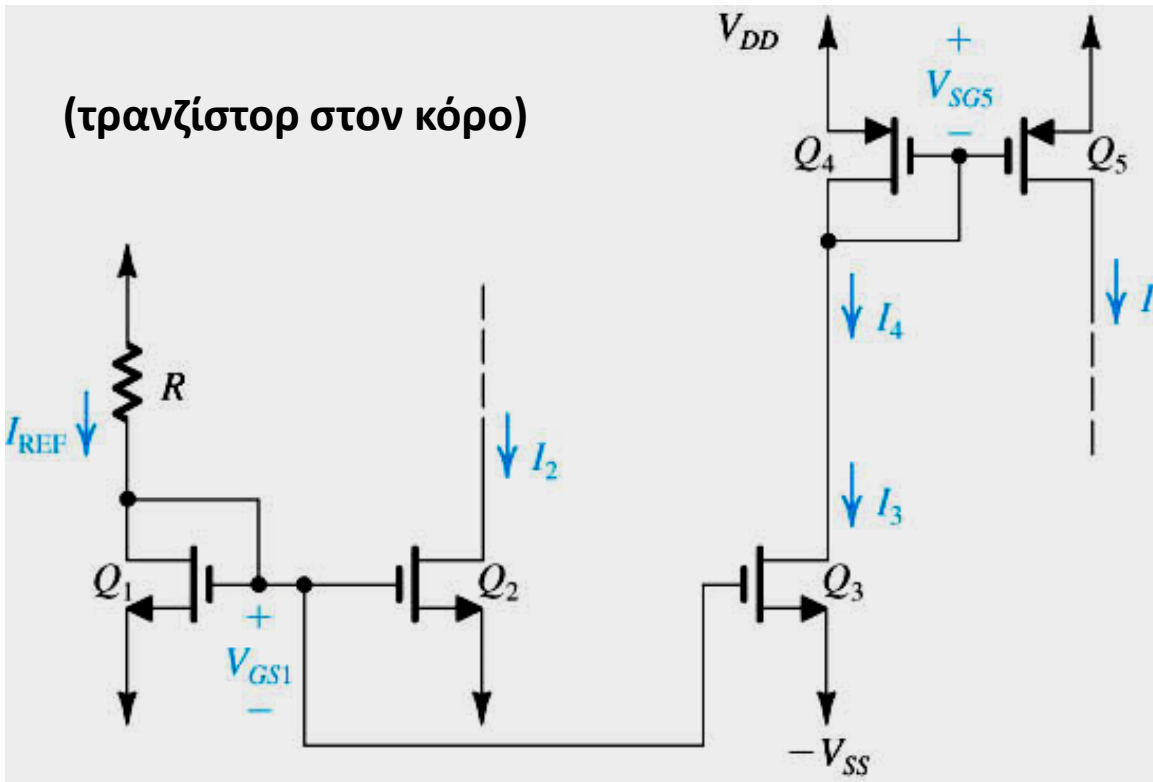 (τρανζίστορ στον κόρο)
V_DD
+
V_SG5
−
Q_4
Q_5
I_4
I
R
I_REF
I_2
I_3
Q_1
Q_2
Q_3
+
V_GS1
−
−V_SS